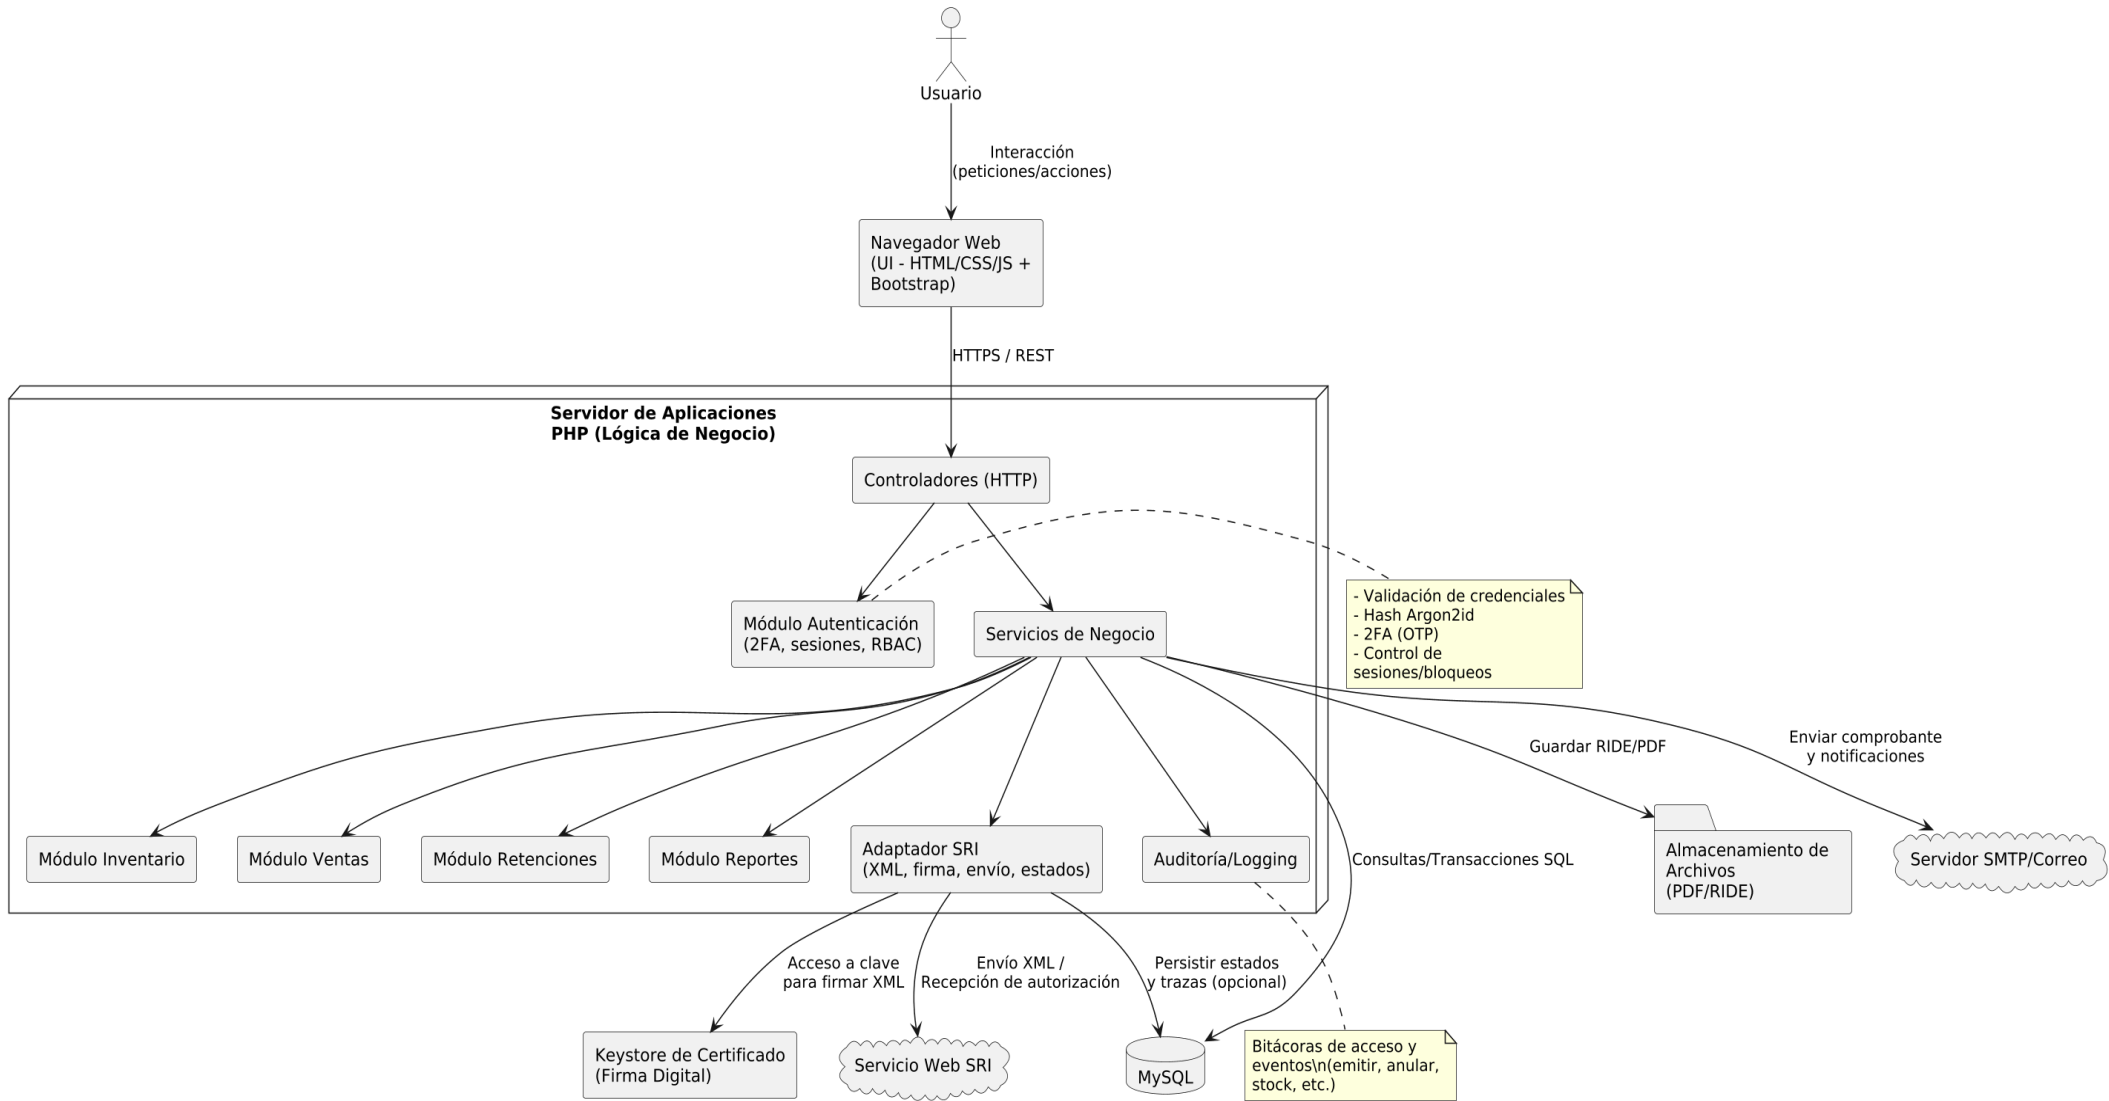 Usuario
Interacción
(peticiones/acciones)
Navegador Web
(UI - HTML/CSS/JS +
Bootstrap)
HTTPS / REST
Servidor de Aplicaciones
PHP (Lógica de Negocio)
Controladores (HTTP)
Módulo Autenticación
(2FA, sesiones, RBAC)
Servicios de Negocio
- Validación de credenciales
- Hash Argon2id
- 2FA (OTP)
- Control de
sesiones/bloqueos
Guardar RIDE/PDF
Enviar comprobante
y notificaciones
Módulo Inventario
Módulo Ventas
Módulo Retenciones
Módulo Reportes
Adaptador SRI
(XML, firma, envío, estados)
Auditoría/Logging
Consultas/Transacciones SQL
Almacenamiento de
Archivos
(PDF/RIDE)
Servidor SMTP/Correo
Acceso a clave
para firmar XML
Envío XML /
Recepción de autorización
Persistir estados
y trazas (opcional)
Keystore de Certificado
(Firma Digital)
Servicio Web SRI
MySQL
Bitácoras de acceso y
eventos\n(emitir, anular,
stock, etc.)